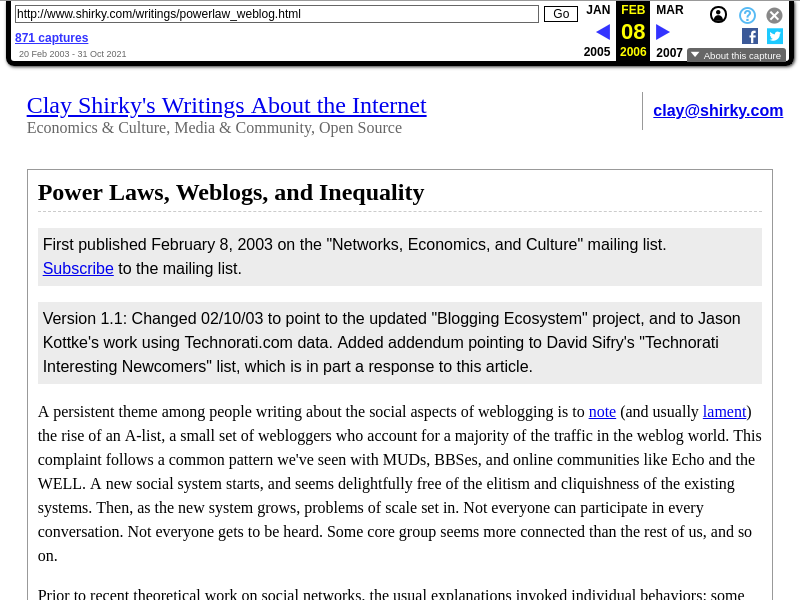 http://www.shirky.com/writings/powerlaw_weblog.html Go JAN FEB MAR
871 captures 08
20 Feb 2003 - 31 Oct 2021 2005 2006 2007 About this capture
Clay Shirky's Writings About the Internet
Economics & Culture, Media & Community, Open Source
clay@shirky.com
Power Laws, Weblogs, and Inequality
First published February 8, 2003 on the "Networks, Economics, and Culture" mailing list.
Subscribe to the mailing list.
Version 1.1: Changed 02/10/03 to point to the updated "Blogging Ecosystem" project, and to Jason
Kottke's work using Technorati.com data. Added addendum pointing to David Sifry's "Technorati
Interesting Newcomers" list, which is in part a response to this article.
A persistent theme among people writing about the social aspects of weblogging is to note (and usually lament)
the rise of an A-list, a small set of webloggers who account for a majority of the traffic in the weblog world. This
complaint follows a common pattern we've seen with MUDs, BBSes, and online communities like Echo and the
WELL. A new social system starts, and seems delightfully free of the elitism and cliquishness of the existing
systems. Then, as the new system grows, problems of scale set in. Not everyone can participate in every
conversation. Not everyone gets to be heard. Some core group seems more connected than the rest of us, and so
on.
Prior to recent theoretical work on social networks, the usual explanations invoked individual behaviors: some